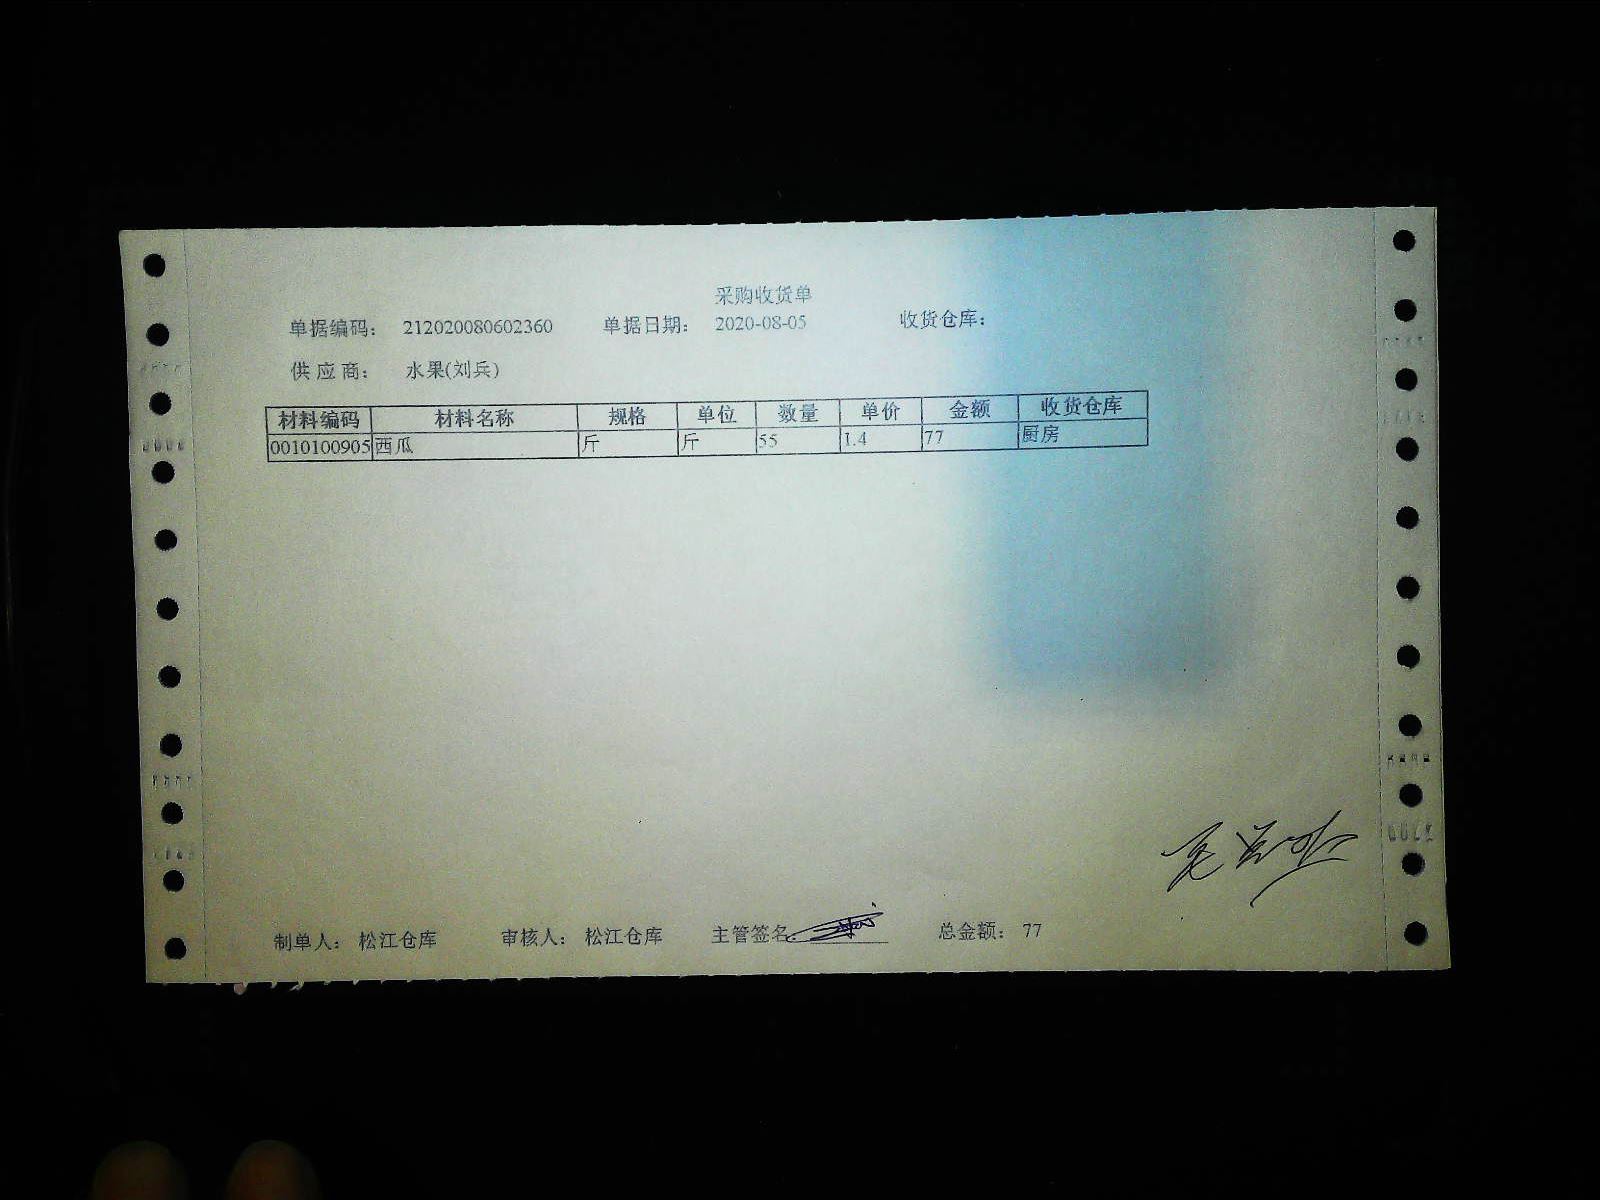 采购收货单
单据编码： 212020080602360 单据日期： 2020-08-05 收货仓库：
供应商： 水果(刘兵)
材料编码 材料名称 规格 单位 数量 单价 金额 收货仓库
0010100905 西瓜 斤 斤 55 1.4 77 厨房
制单人： 松江仓库 审核人： 松江仓库 主管签名: 总金额： 77